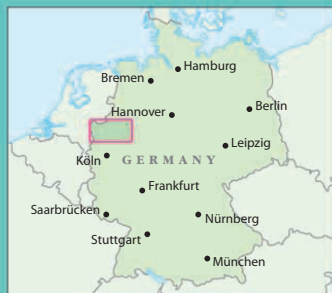 Hamburg
Bremen
Berlin
Hannover
Leipzig
Köln
GERMANY
Frankfurt
Saarbrücken
Nürnberg
Stuttgart
München